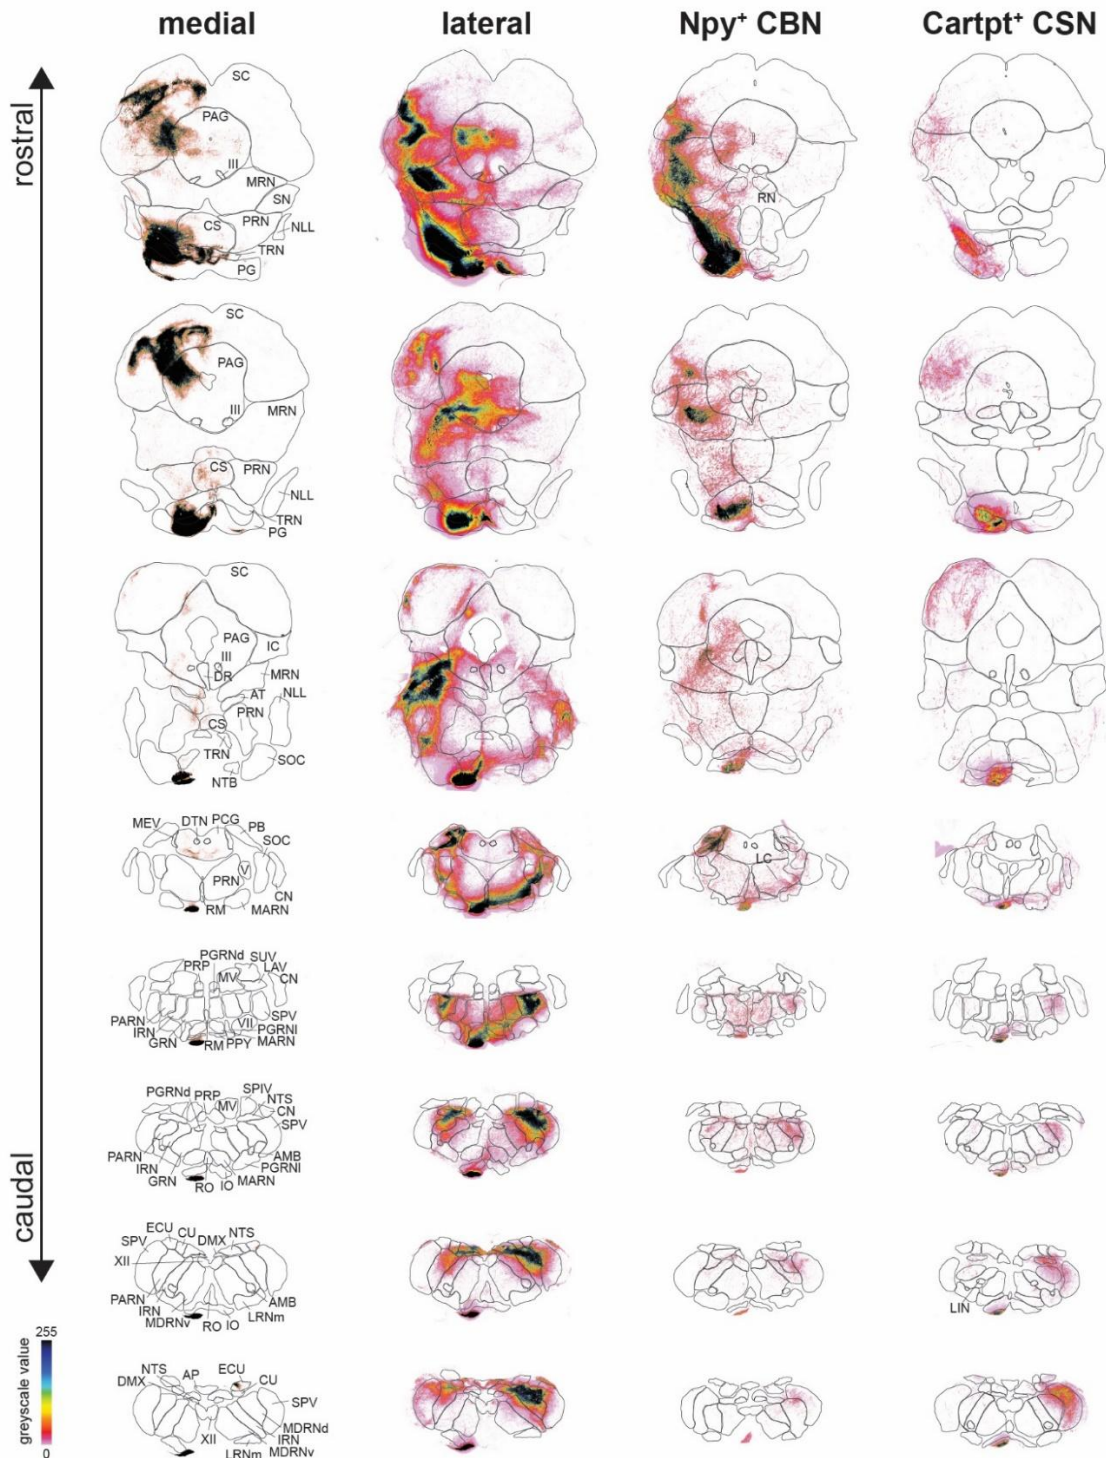 medial lateral Npy⁺ CBN Cartpt⁺ CSN
rostral
SC
PAG
III
MRN
SN
CS PRN NLL
TRN
PG
RN
SC
PAG
III
MRN
CS PRN
NLL
TRN
PG
SC
PAG IC
III
DR MRN
AT NLL
PRN
CS
TRN SOC
NTB
MEV DTN PCG PB
SOC
V
PRN
CN
RM MARN
LC
PGRNd SUV
PRP LAV
MV CN
PARN SPV
IRN VII PGRNl
GRN RM PPY MARN
PGRNd PRP SPIV
MV NTS
CN
SPV
PARN AMB
IRN PGRNl
GRN RO IO MARN
caudal
ECU CU DMX NTS
SPV
XII
PARN AMB
IRN LRNm
MDRNv RO IO
LIN
NTS AP ECU
DMX CU
SPV
MDRNd
XII IRN
LRNm MDRNv
255
greyscale value
0